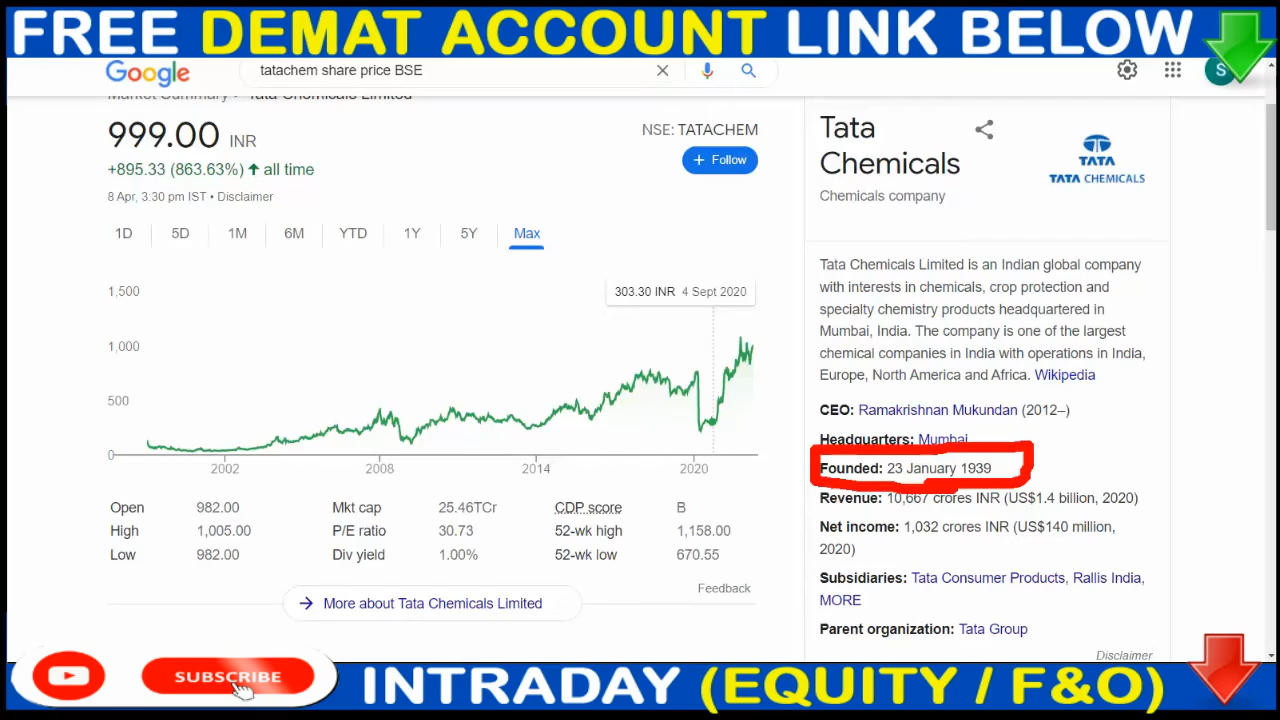 FREE DEMAT ACCOUNT LINK BELOW
Google
tatachem share price BSE
S
Market Summary > Tata Chemicals Limited
999.00 INR
+895.33 (863.63%) ↑ all time
8 Apr, 3:30 pm IST • Disclaimer
NSE: TATACHEM
+ Follow
1D 5D 1M 6M YTD 1Y 5Y Max
303.30 INR 4 Sept 2020
1,500
1,000
500
0
2002 2008 2014 2020
Open 982.00 Mkt cap 25.46TCr CDP score B
High 1,005.00 P/E ratio 30.73 52-wk high 1,158.00
Low 982.00 Div yield 1.00% 52-wk low 670.55
Feedback
→ More about Tata Chemicals Limited
Tata
Chemicals
Chemicals company
TATA
TATA CHEMICALS
Tata Chemicals Limited is an Indian global company
with interests in chemicals, crop protection and
specialty chemistry products headquartered in
Mumbai, India. The company is one of the largest
chemical companies in India with operations in India,
Europe, North America and Africa. Wikipedia
CEO: Ramakrishnan Mukundan (2012–)
Headquarters: Mumbai
Founded: 23 January 1939
Revenue: 10,667 crores INR (US$1.4 billion, 2020)
Net income: 1,032 crores INR (US$140 million,
2020)
Subsidiaries: Tata Consumer Products, Rallis India,
MORE
Parent organization: Tata Group
Disclaimer
SUBSCRIBE
INTRADAY (EQUITY / F&O)